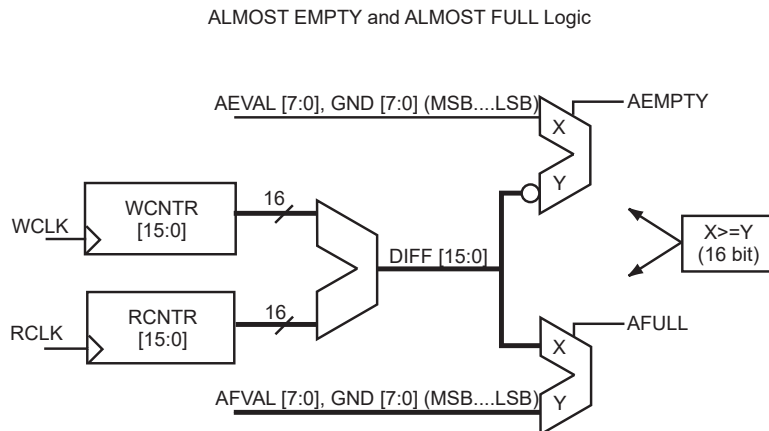 ALMOST EMPTY and ALMOST FULL Logic
AEVAL [7:0], GND [7:0] (MSB....LSB)
AEMPTY
X
Y
WCNTR
[15:0]
16
WCLK
DIFF [15:0]
X>=Y
(16 bit)
RCNTR
[15:0]
16
RCLK
AFULL
X
AFVAL [7:0], GND [7:0] (MSB....LSB)
Y